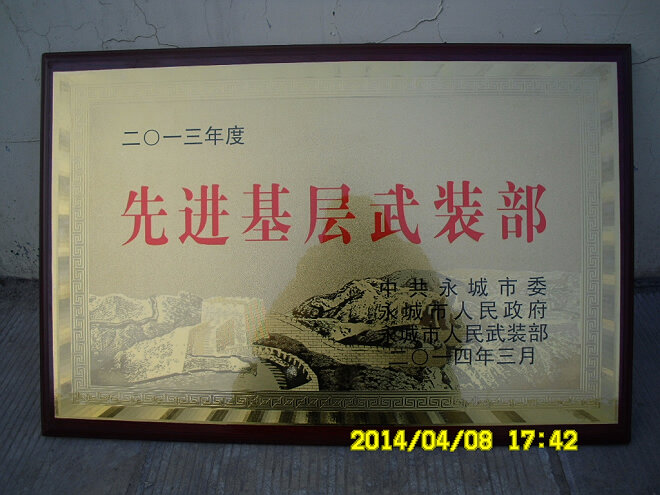 二〇一三年度
先进基层武装部
中共永城市委
永城市人民政府
永城市人民武装部
二〇一四年三月
2014/04/08 17:42